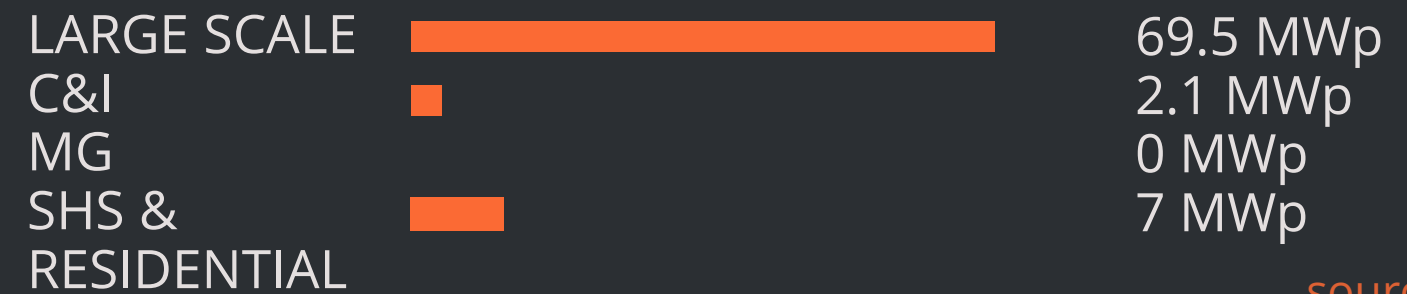 LARGE SCALE 69.5 MWp
C&I 2.1 MWp
MG 0 MWp
SHS & 7 MWp
RESIDENTIAL